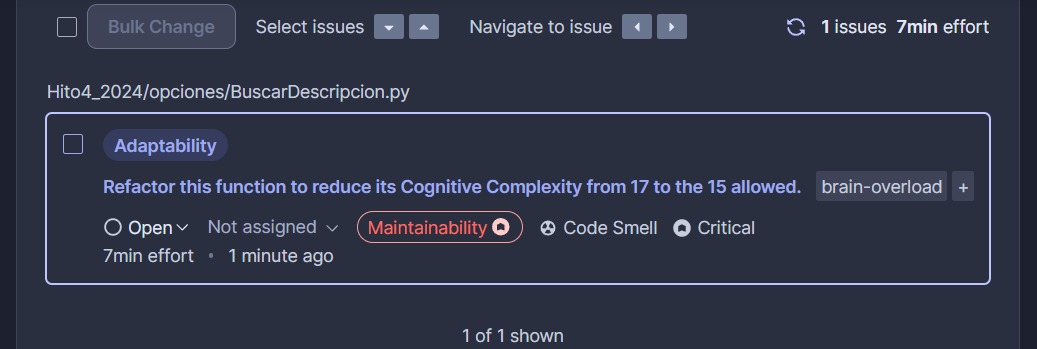 Bulk Change Select issues Navigate to issue 1 issues 7min effort
Hito4_2024/opciones/BuscarDescripcion.py
Adaptability
Refactor this function to reduce its Cognitive Complexity from 17 to the 15 allowed. brain-overload +
Open Not assigned Maintainability Code Smell Critical
7min effort • 1 minute ago
1 of 1 shown